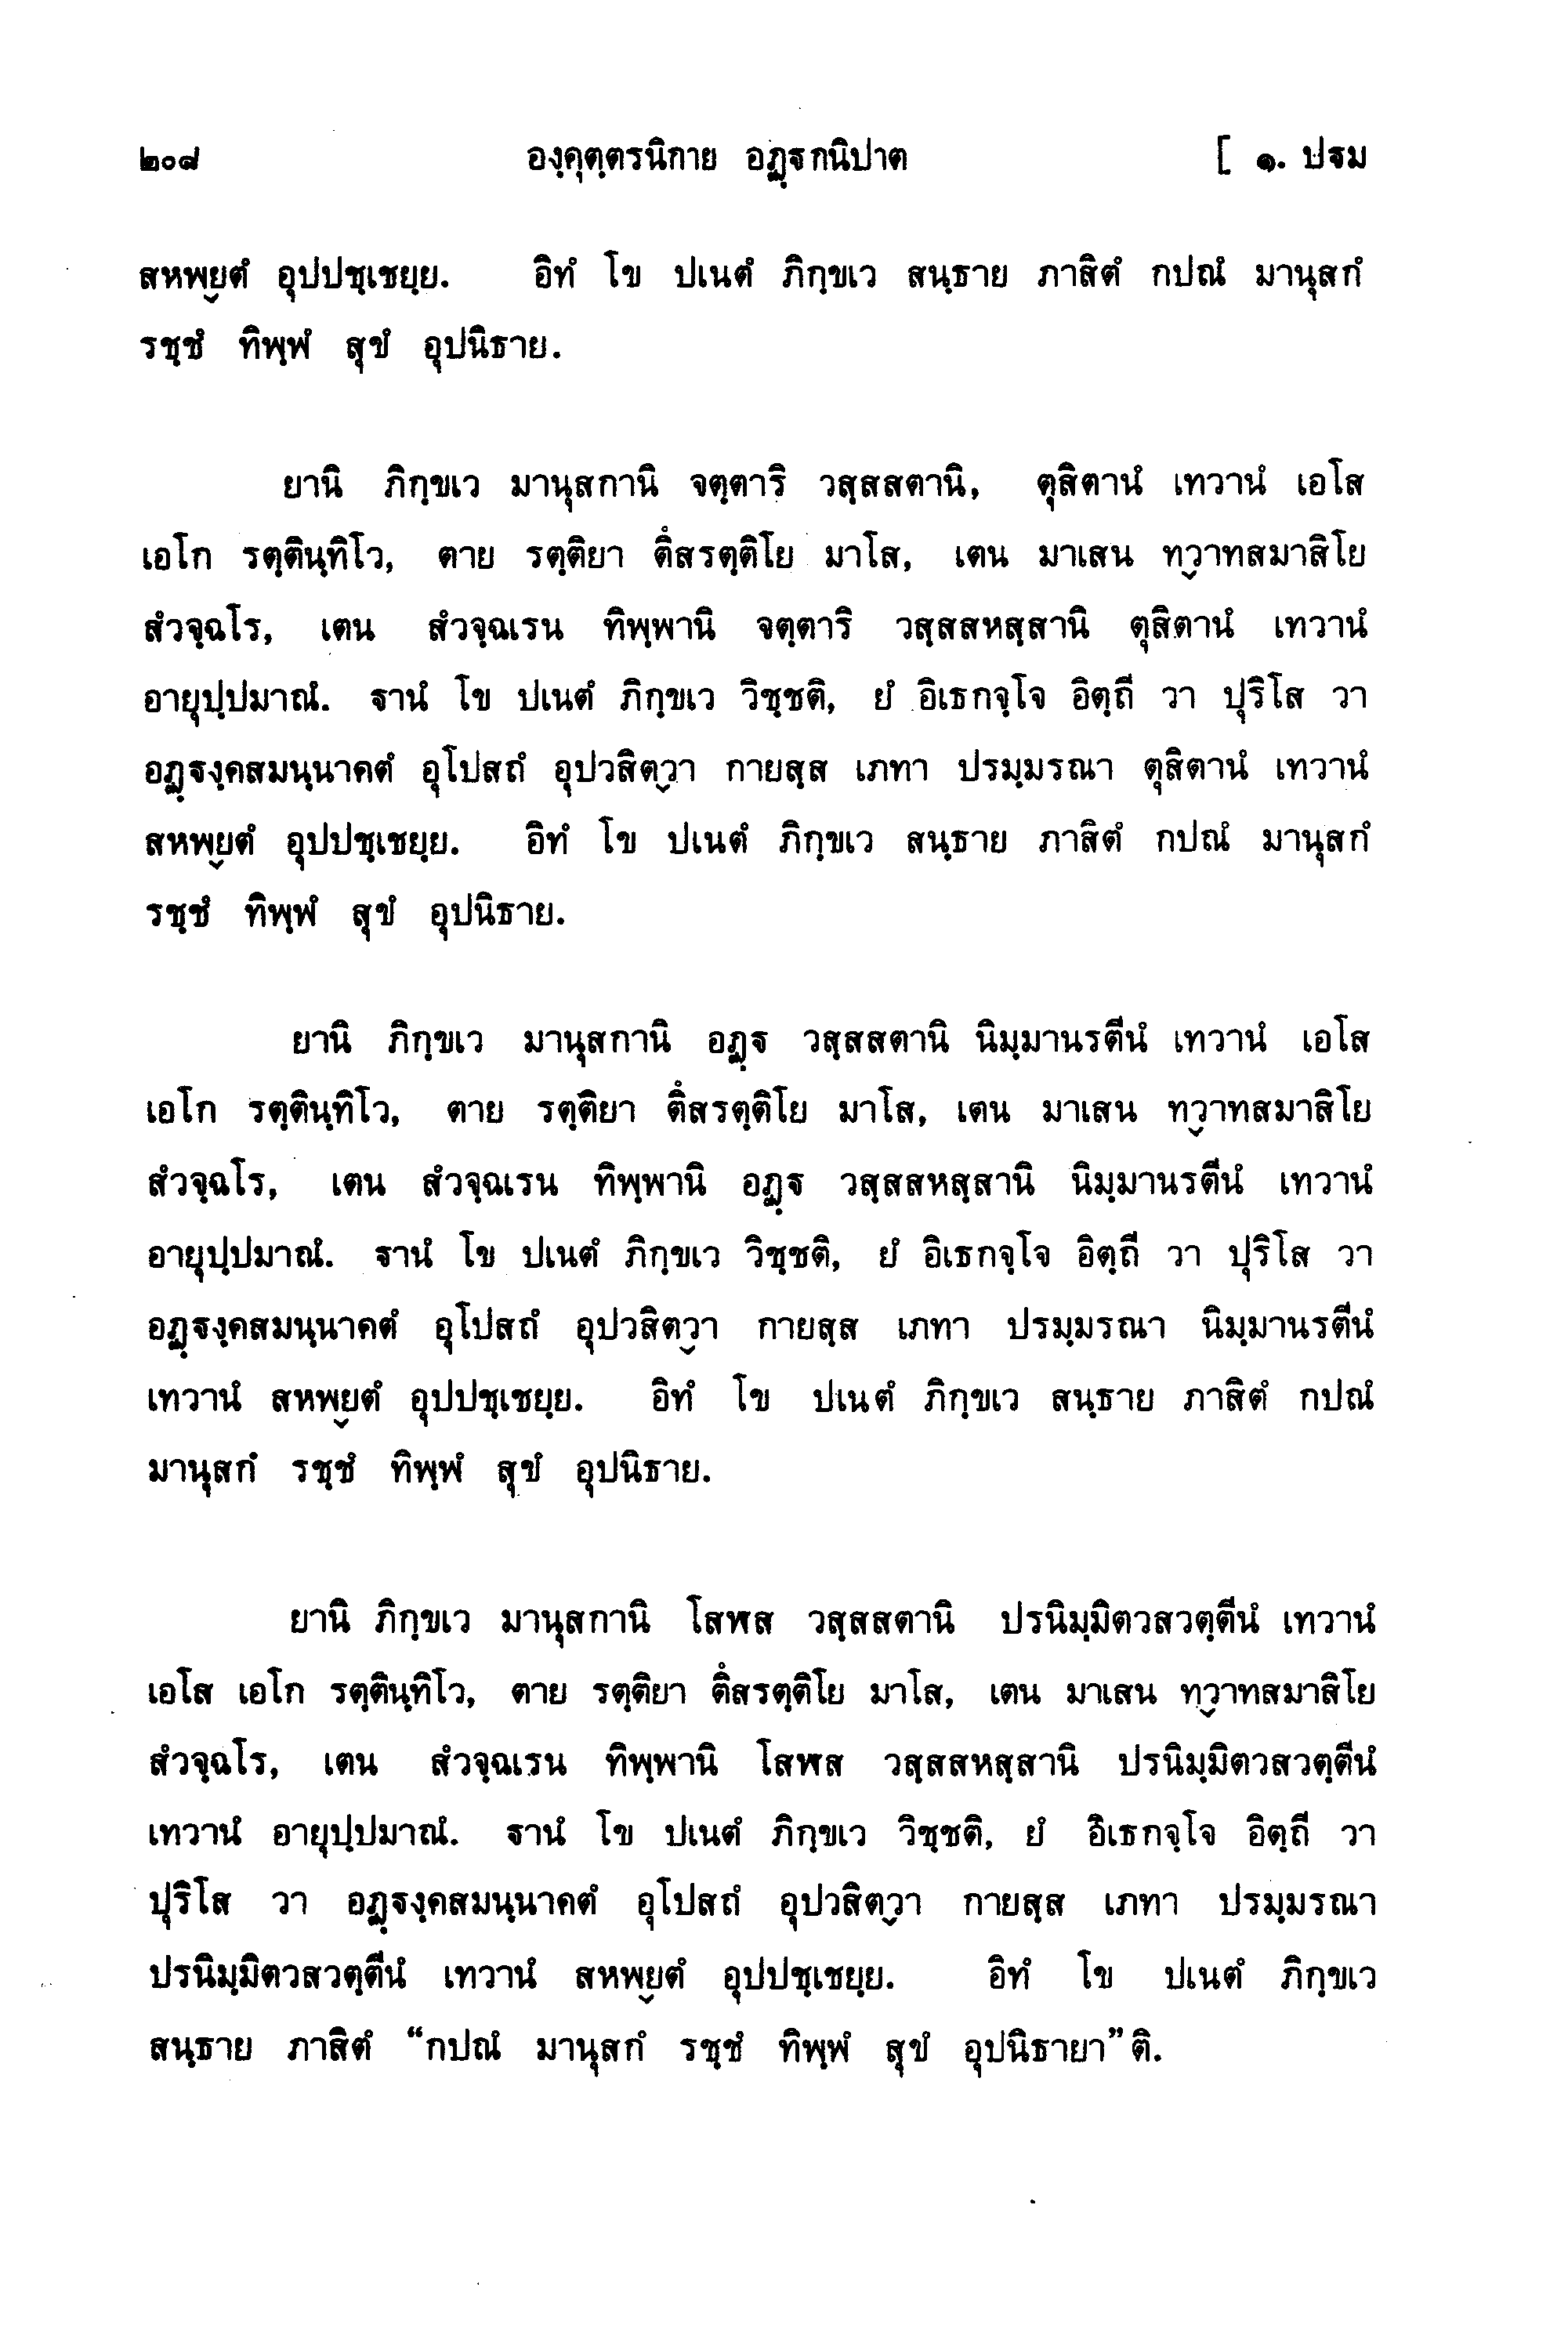 ๒๐๘ องฺคุตฺตรนิกาย อฏฺฐกนิปาต [ ๑. ปฐม
สหพฺยตํ อุปปชฺเชยฺย. อิทํ โข ปเนตํ ภิกฺขเว สนฺธาย ภาสิตํ กปณํ มานุสกํ
รชฺชํ ทิพฺพํ สุขํ อุปนิธาย.
ยานิ ภิกฺขเว มานุสกานิ จตฺตาริ วสฺสสตานิ, ตุสิตานํ เทวานํ เอโส
เอโก รตฺตินฺทิโว, ตาย รตฺติยา ตึสรตฺติโย มาโส, เตน มาเสน ทฺวาทสมาสิโย
สํวจฺฉโร, เตน สํวจฺฉเรน ทิพฺพานิ จตฺตาริ วสฺสสหสฺสานิ ตุสิตานํ เทวานํ
อายุปฺปมาณํ. ฐานํ โข ปเนตํ ภิกฺขเว วิชฺชติ, ยํ อิเธกจฺโจ อิตฺถี วา ปุริโส วา
อฏฺฐงฺคสมนฺนาคตํ อุโปสถํ อุปวสิตฺวา กายสฺส เภทา ปรมฺมรณา ตุสิตานํ เทวานํ
สหพฺยตํ อุปปชฺเชยฺย. อิทํ โข ปเนตํ ภิกฺขเว สนฺธาย ภาสิตํ กปณํ มานุสกํ
รชฺชํ ทิพฺพํ สุขํ อุปนิธาย.
ยานิ ภิกฺขเว มานุสกานิ อฏฺฐ วสฺสสตานิ นิมฺมานรตีนํ เทวานํ เอโส
เอโก รตฺตินฺทิโว, ตาย รตฺติยา ตึสรตฺติโย มาโส, เตน มาเสน ทฺวาทสมาสิโย
สํวจฺฉโร, เตน สํวจฺฉเรน ทิพฺพานิ อฏฺฐ วสฺสสหสฺสานิ นิมฺมานรตีนํ เทวานํ
อายุปฺปมาณํ. ฐานํ โข ปเนตํ ภิกฺขเว วิชฺชติ, ยํ อิเธกจฺโจ อิตฺถี วา ปุริโส วา
อฏฺฐงฺคสมนฺนาคตํ อุโปสถํ อุปวสิตฺวา กายสฺส เภทา ปรมฺมรณา นิมฺมานรตีนํ
เทวานํ สหพฺยตํ อุปปชฺเชยฺย. อิทํ โข ปเนตํ ภิกฺขเว สนฺธาย ภาสิตํ กปณํ
มานุสกํ รชฺชํ ทิพฺพํ สุขํ อุปนิธาย.
ยานิ ภิกฺขเว มานุสกานิ โสฬส วสฺสสตานิ ปรนิมฺมิตวสวตฺตีนํ เทวานํ
เอโส เอโก รตฺตินฺทิโว, ตาย รตฺติยา ตึสรตฺติโย มาโส, เตน มาเสน ทฺวาทสมาสิโย
สํวจฺฉโร, เตน สํวจฺฉเรน ทิพฺพานิ โสฬส วสฺสสหสฺสานิ ปรนิมฺมิตวสวตฺตีนํ
เทวานํ อายุปฺปมาณํ. ฐานํ โข ปเนตํ ภิกฺขเว วิชฺชติ, ยํ อิเธกจฺโจ อิตฺถี วา
ปุริโส วา อฏฺฐงฺคสมนฺนาคตํ อุโปสถํ อุปวสิตฺวา กายสฺส เภทา ปรมฺมรณา
ปรนิมฺมิตวสวตฺตีนํ เทวานํ สหพฺยตํ อุปปชฺเชยฺย. อิทํ โข ปเนตํ ภิกฺขเว
สนฺธาย ภาสิตํ “กปณํ มานุสกํ รชฺชํ ทิพฺพํ สุขํ อุปนิธายา” ติ.